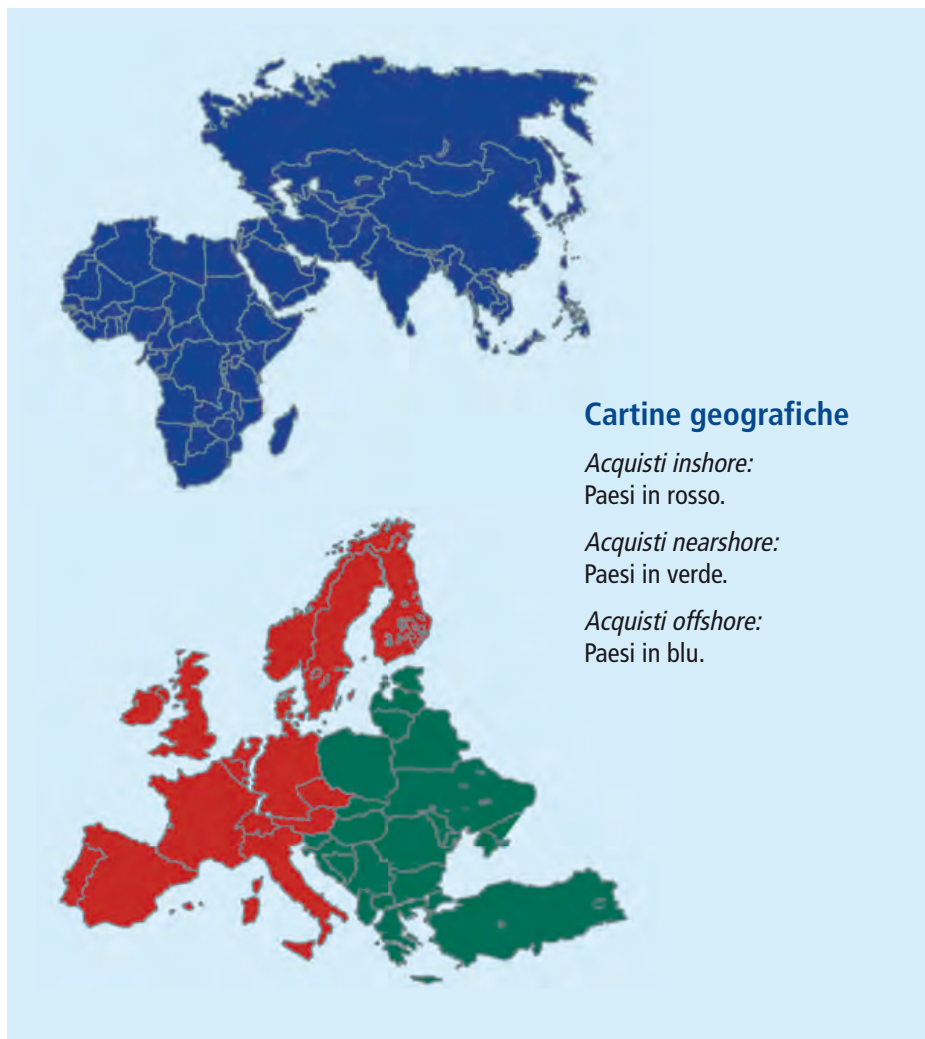 Cartine geografiche
Acquisti inshore:
Paesi in rosso.
Acquisti nearshore:
Paesi in verde.
Acquisti offshore:
Paesi in blu.